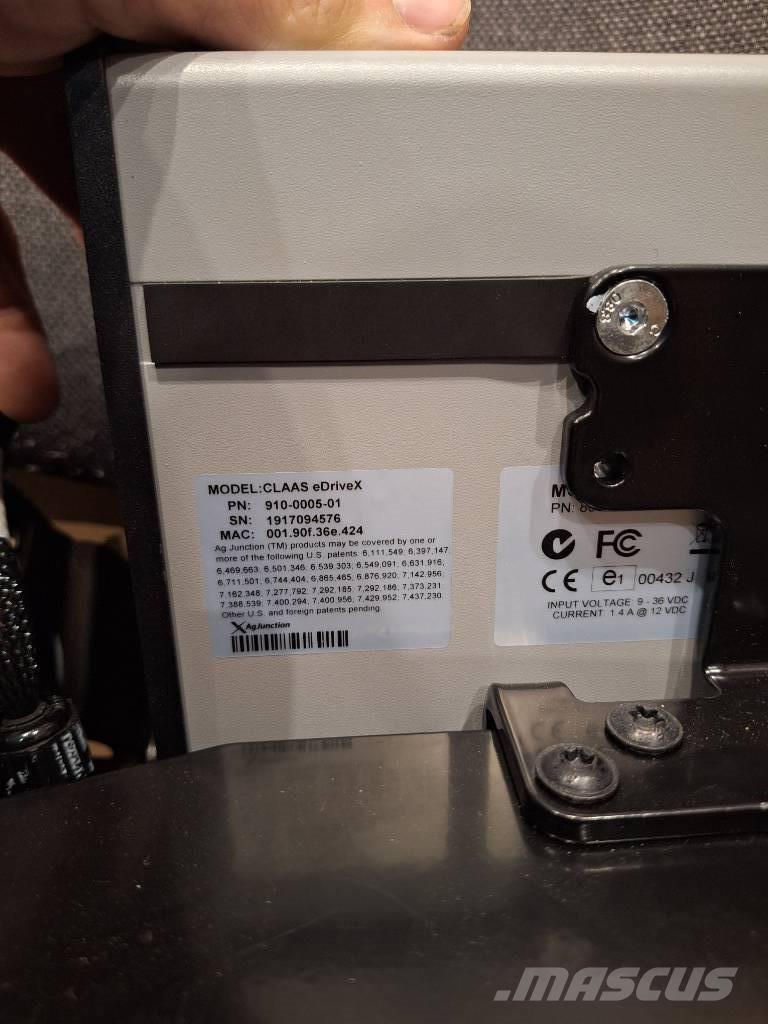 MODEL:CLAAS eDriveX
PN: 910-0005-01
SN: 1917094576
MAC: 001.90f.36e.424
Ag Junction (TM) products may be covered by one or
more of the following U.S. patents: 6,111,549; 6,397,147
6,469,663; 6,501,346; 6,539,303; 6,549,091; 6,631,916;
6,711,501; 6,744,404; 6,865,465; 6,876,920; 7,142,956;
7,162,348; 7,277,792; 7,292,185; 7,292,186; 7,373,231;
7,388,539; 7,400,294; 7,400,956; 7,429,952; 7,437,230.
Other U.S. and foreign patents pending.
AgJunction
PN:
FC
CE e1 00432 J
INPUT VOLTAGE: 9 - 36 VDC
CURRENT: 1.4 A @ 12 VDC
088
.MASCUS